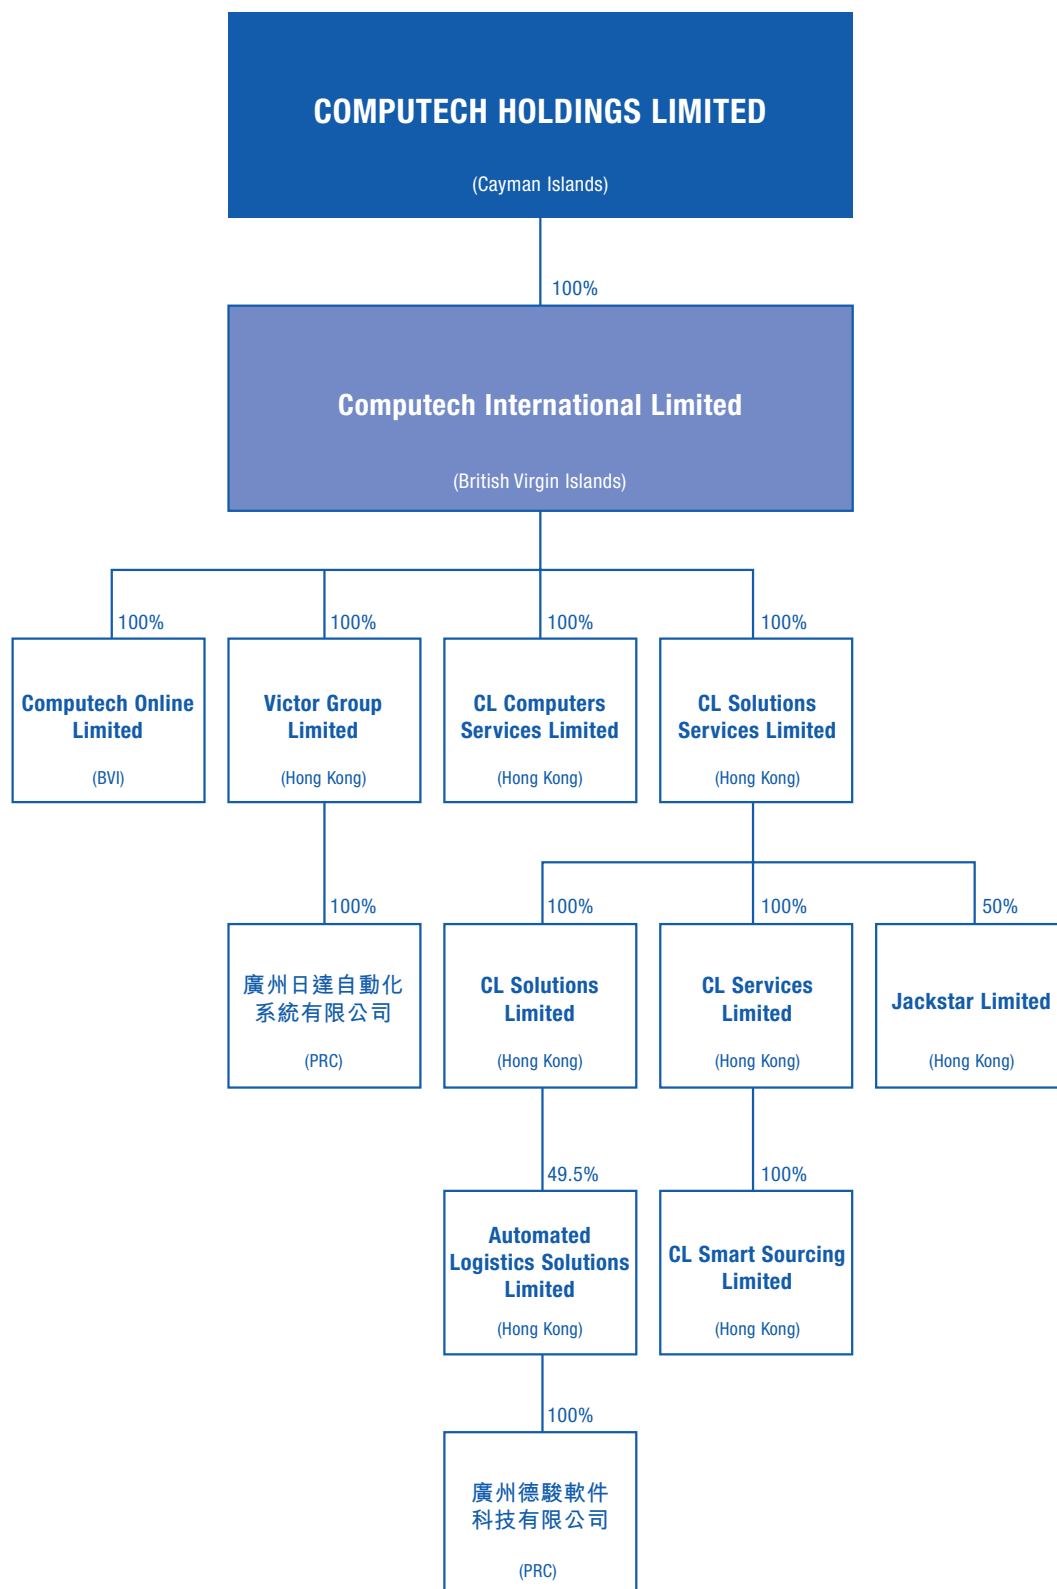 COMPUTECH HOLDINGS LIMITED
(Cayman Islands)
100%
Computech International Limited
(British Virgin Islands)
100%
100%
100%
100%
Computech Online
Limited
(BVI)
Victor Group
Limited
(Hong Kong)
CL Computers
Services Limited
(Hong Kong)
CL Solutions
Services Limited
(Hong Kong)
100%
100%
100%
50%
廣州日達自動化
系統有限公司
(PRC)
CL Solutions
Limited
(Hong Kong)
CL Services
Limited
(Hong Kong)
Jackstar Limited
(Hong Kong)
49.5%
100%
Automated
Logistics Solutions
Limited
(Hong Kong)
CL Smart Sourcing
Limited
(Hong Kong)
100%
廣州德駿軟件
科技有限公司
(PRC)